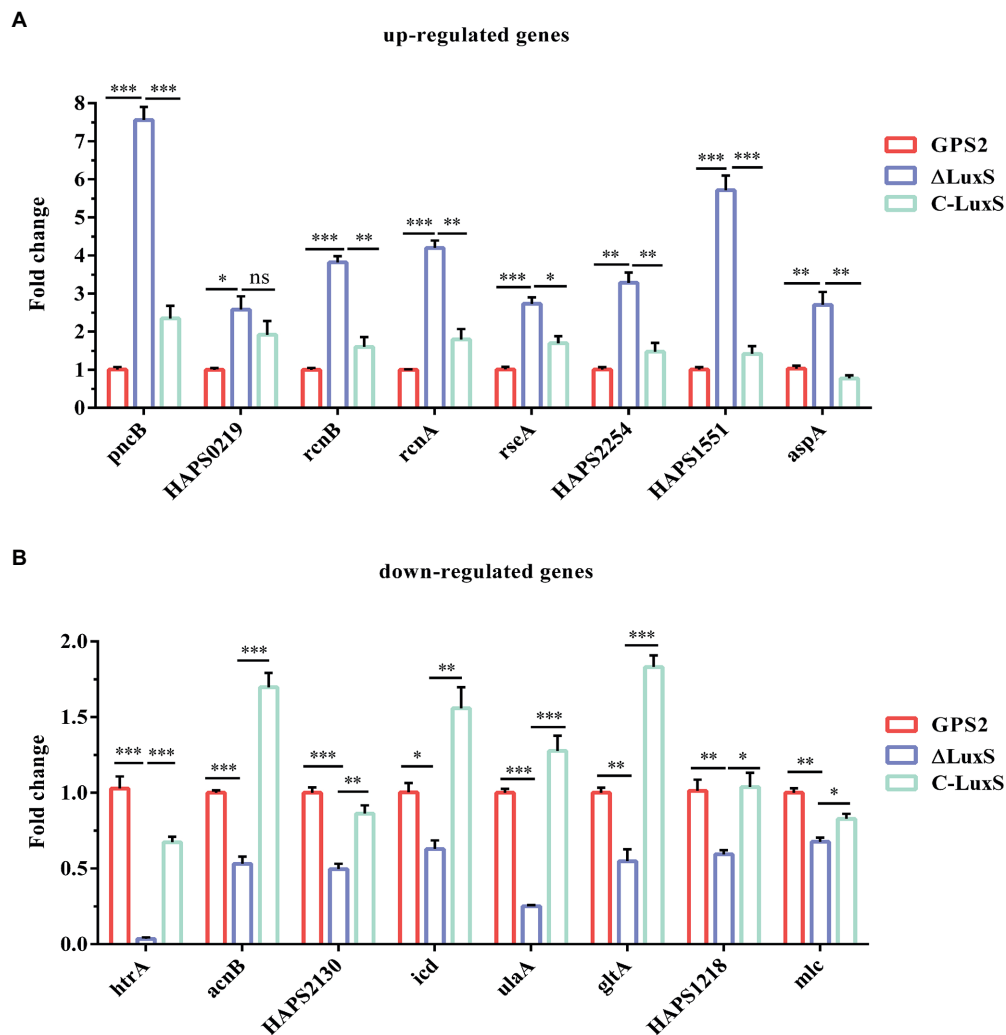 A
up-regulated genes
Fold change
8
7
6
5
4
3
2
1
0
*** ***
* ns
*** **
*** **
*** *
** **
*** ***
** **
pncB
HAPS0219
rcnB
rcnA
rseA
HAPS2254
HAPS1551
aspA
GPS2
ΔLuxS
C-LuxS
B
down-regulated genes
Fold change
2.0
1.5
1.0
0.5
0.0
*** ***
*** ***
*** **
* **
*** ***
** ***
** *
** *
htrA
acnB
HAPS2130
icd
ulaA
gltA
HAPS1218
mlc
GPS2
ΔLuxS
C-LuxS